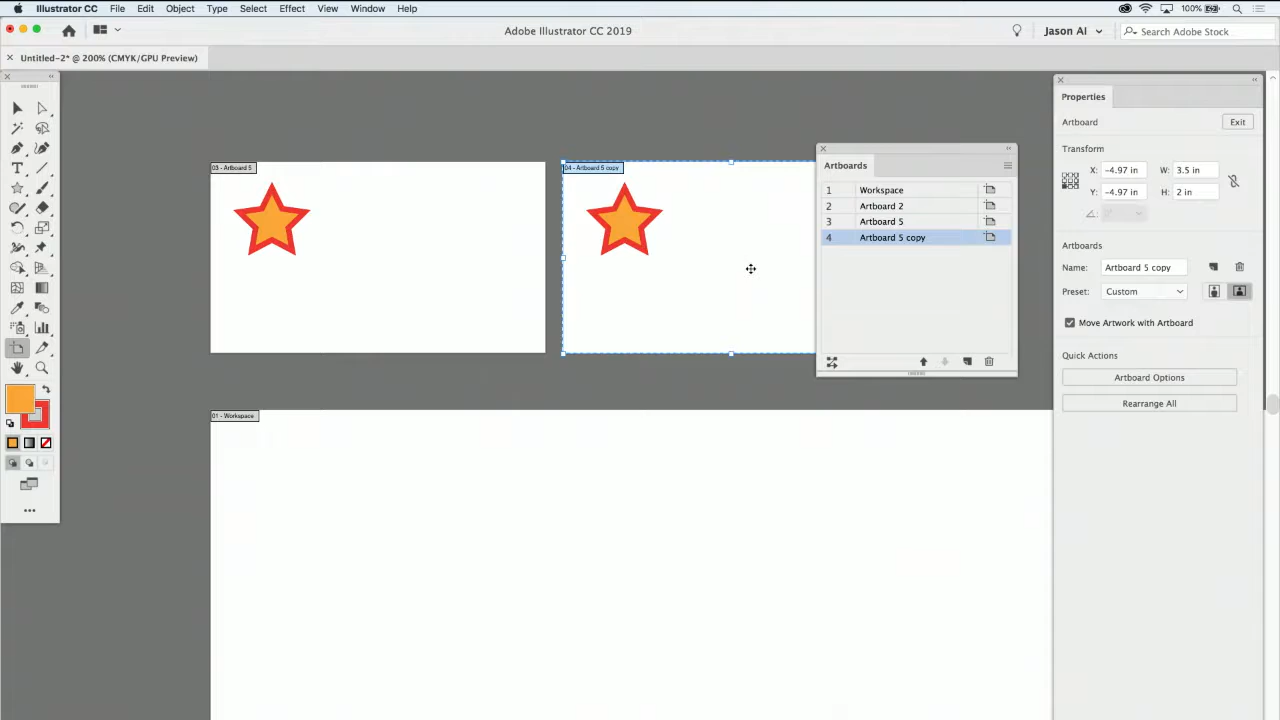 Illustrator CC File Edit Object Type Select Effect View Window Help 100%
Adobe Illustrator CC 2019 Jason Al Search Adobe Stock
Untitled-2* @ 200% (CMYK/GPU Preview)
Properties
Artboard Exit
Transform
X: -4.97 in W: 3.5 in
Y: -4.97 in H: 2 in
Artboards
Name: Artboard 5 copy
Preset: Custom
Move Artwork with Artboard
Quick Actions
Artboard Options
Rearrange All
03 - Artboard 5
04 - Artboard 5 copy
Artboards
1 Workspace
2 Artboard 2
3 Artboard 5
4 Artboard 5 copy
01 - Workspace